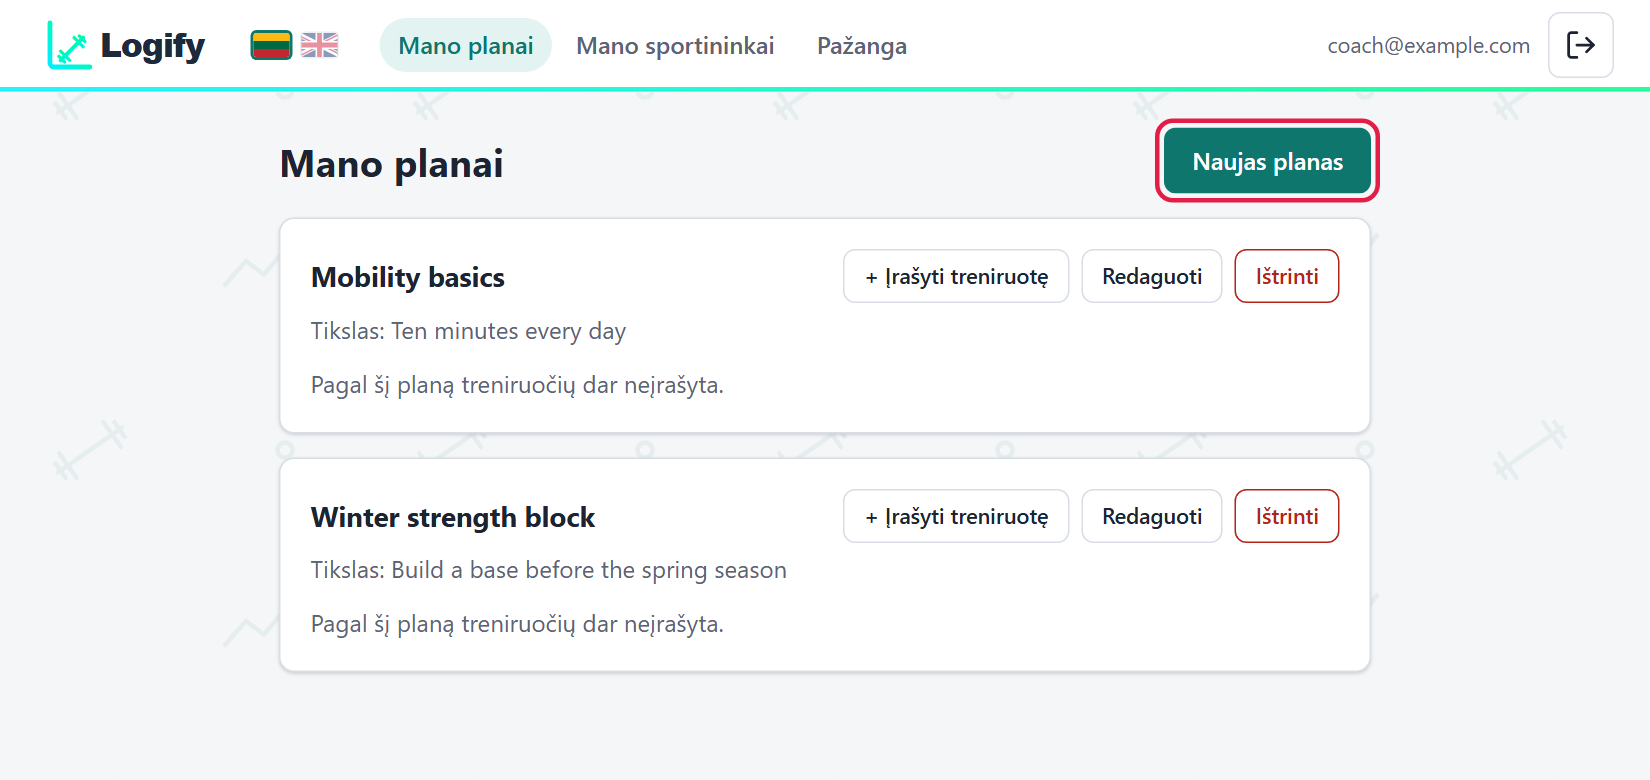 Logify
Mano planai
Mano sportininkai
Pažanga
coach@example.com
Mano planai
Naujas planas
Mobility basics
+ Įrašyti treniruotę
Redaguoti
Ištrinti
Tikslas: Ten minutes every day
Pagal šį planą treniruočių dar neįrašyta.
Winter strength block
+ Įrašyti treniruotę
Redaguoti
Ištrinti
Tikslas: Build a base before the spring season
Pagal šį planą treniruočių dar neįrašyta.